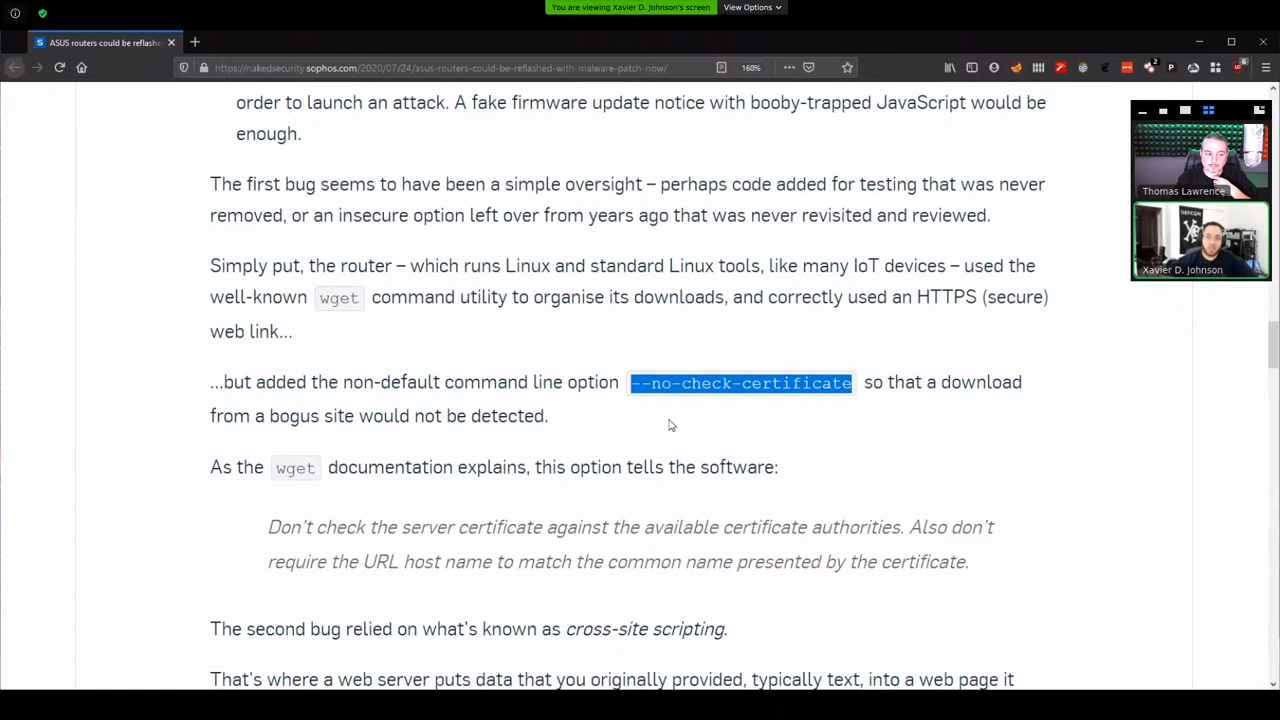 You are viewing Xavier D. Johnson's screen
View Options
ASUS routers could be reflashe
https://nakedsecurity.sophos.com/2020/07/24/asus-routers-could-be-reflashed-with-malware-patch-now/
160%
order to launch an attack. A fake firmware update notice with booby-trapped JavaScript would be
enough.
The first bug seems to have been a simple oversight – perhaps code added for testing that was never
removed, or an insecure option left over from years ago that was never revisited and reviewed.
Simply put, the router – which runs Linux and standard Linux tools, like many IoT devices – used the
well-known wget command utility to organise its downloads, and correctly used an HTTPS (secure)
web link…
…but added the non-default command line option --no-check-certificate so that a download
from a bogus site would not be detected.
As the wget documentation explains, this option tells the software:
Don't check the server certificate against the available certificate authorities. Also don't
require the URL host name to match the common name presented by the certificate.
The second bug relied on what's known as cross-site scripting.
That's where a web server puts data that you originally provided, typically text, into a web page it
Thomas Lawrence
DEFCON
Xavier D. Johnson